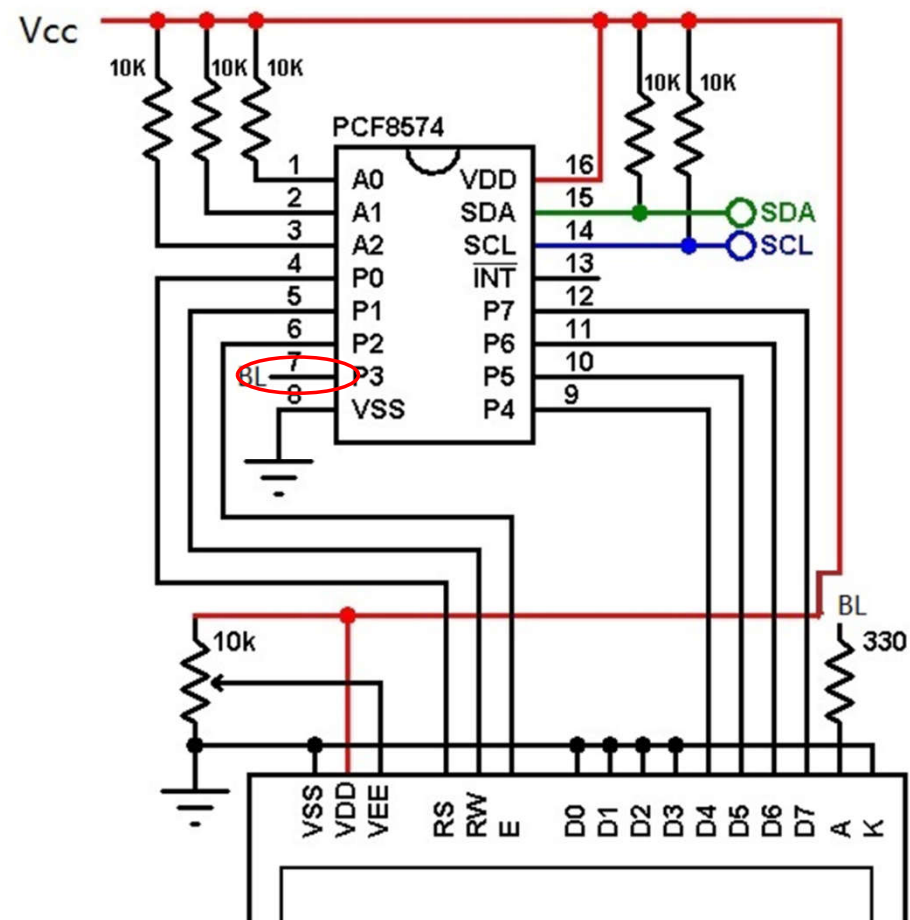 Vcc
10K 10K 10K 10K 10K
PCF8574
1 A0 VDD 16
2 A1 SDA 15 SDA
3 A2 SCL 14 SCL
4 P0 INT 13
5 P1 P7 12
6 P2 P6 11
BL 7 P3 P5 10
8 VSS P4 9
BL
10k 330
VSS VDD VEE RS RW E D0 D1 D2 D3 D4 D5 D6 D7 A K